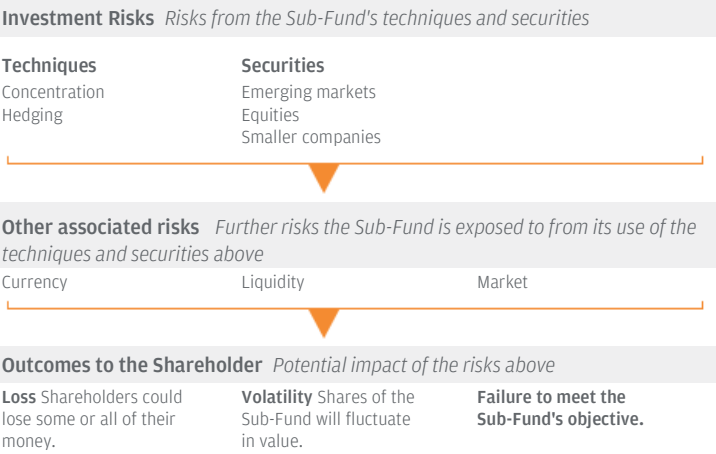 Investment Risks Risks from the Sub-Fund's techniques and securities
Techniques
Concentration
Hedging
Securities
Emerging markets
Equities
Smaller companies
Other associated risks Further risks the Sub-Fund is exposed to from its use of the
techniques and securities above
Currency
Liquidity
Market
Outcomes to the Shareholder Potential impact of the risks above
Loss Shareholders could
lose some or all of their
money.
Volatility Shares of the
Sub-Fund will fluctuate
in value.
Failure to meet the
Sub-Fund's objective.